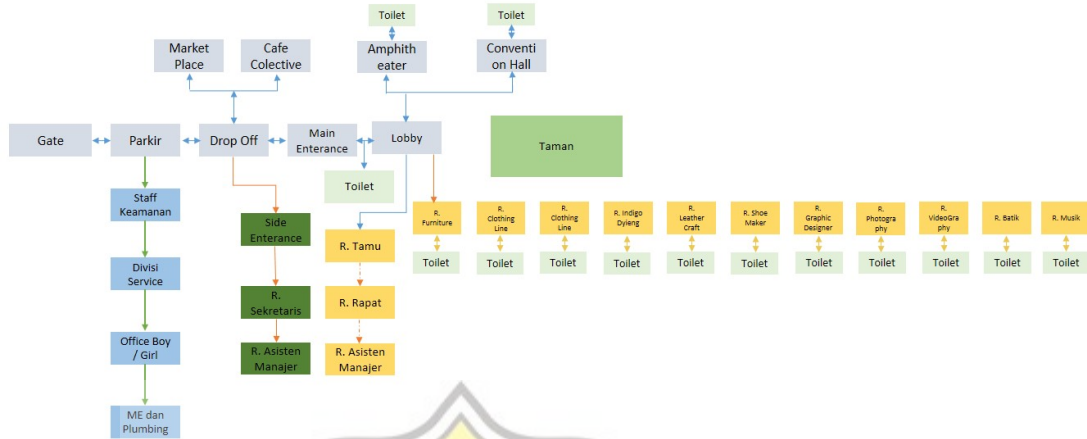 Toilet
Toilet
Market
Place
Cafe
Colective
Amphith
eater
Conventi
on Hall
Gate
Parkir
Drop Off
Main
Enterance
Lobby
Taman
Toilet
Staff
Keamanan
Side
Enterance
R. Tamu
R.
Furniture
R.
Clothing
Line
R.
Clothing
Line
R. Indigo
Dyieng
R.
Leather
Craft
R. Shoe
Maker
R.
Graphic
Designer
R.
Photogra
phy
R.
VideoGra
phy
R. Batik
R. Musik
Toilet
Toilet
Toilet
Toilet
Toilet
Toilet
Toilet
Toilet
Toilet
Toilet
Toilet
Divisi
Service
R.
Sekretaris
R. Rapat
Office Boy
/ Girl
R. Asisten
Manajer
R. Asisten
Manajer
ME dan
Plumbing